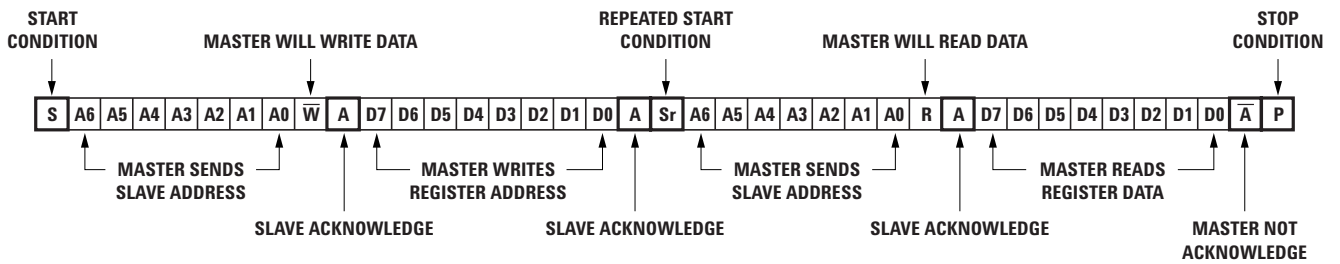 START
CONDITION
MASTER WILL WRITE DATA
REPEATED START
CONDITION
MASTER WILL READ DATA
STOP
CONDITION
S A6 A5 A4 A3 A2 A1 A0 W̅ A D7 D6 D5 D4 D3 D2 D1 D0 A Sr A6 A5 A4 A3 A2 A1 A0 R A D7 D6 D5 D4 D3 D2 D1 D0 A̅ P
MASTER SENDS
SLAVE ADDRESS
MASTER WRITES
REGISTER ADDRESS
MASTER SENDS
SLAVE ADDRESS
MASTER READS
REGISTER DATA
SLAVE ACKNOWLEDGE
SLAVE ACKNOWLEDGE
SLAVE ACKNOWLEDGE
MASTER NOT
ACKNOWLEDGE